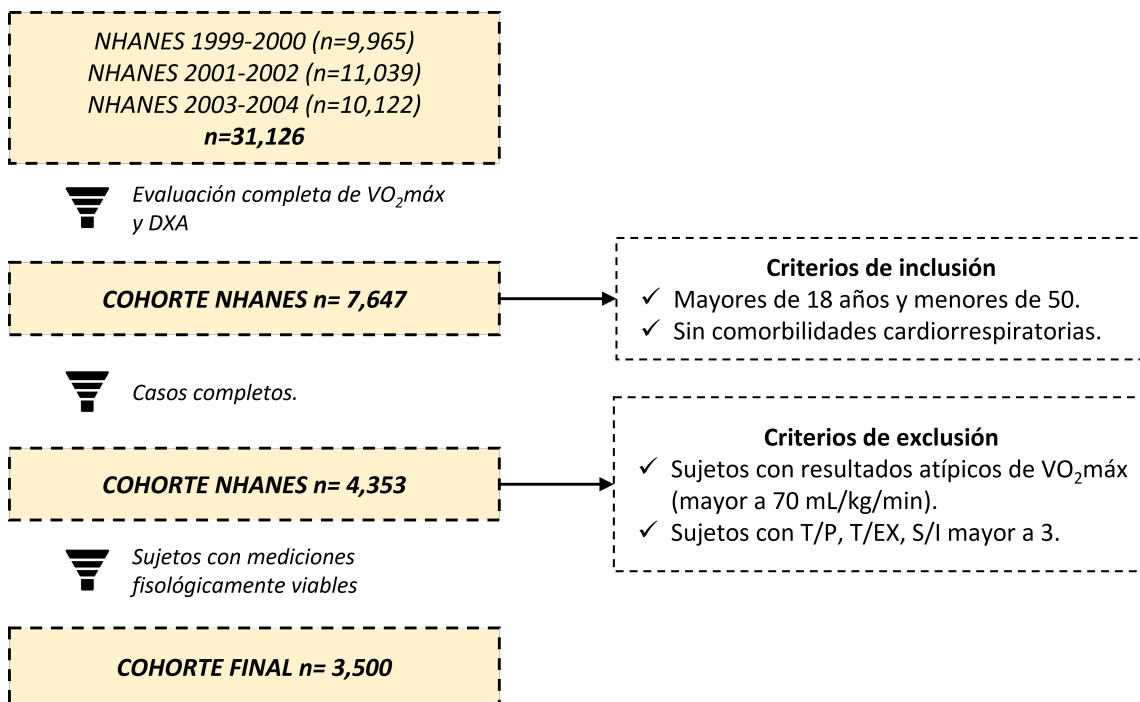 NHANES 1999-2000 (n=9,965)
NHANES 2001-2002 (n=11,039)
NHANES 2003-2004 (n=10,122)
n=31,126
Evaluación completa de VO₂máx
y DXA
COHORTE NHANES n= 7,647
Criterios de inclusión
✓ Mayores de 18 años y menores de 50.
✓ Sin comorbilidades cardiorrespiratorias.
Casos completos.
COHORTE NHANES n= 4,353
Criterios de exclusión
✓ Sujetos con resultados atípicos de VO₂máx
(mayor a 70 mL/kg/min).
✓ Sujetos con T/P, T/EX, S/I mayor a 3.
Sujetos con mediciones
fisológicamente viables
COHORTE FINAL n= 3,500